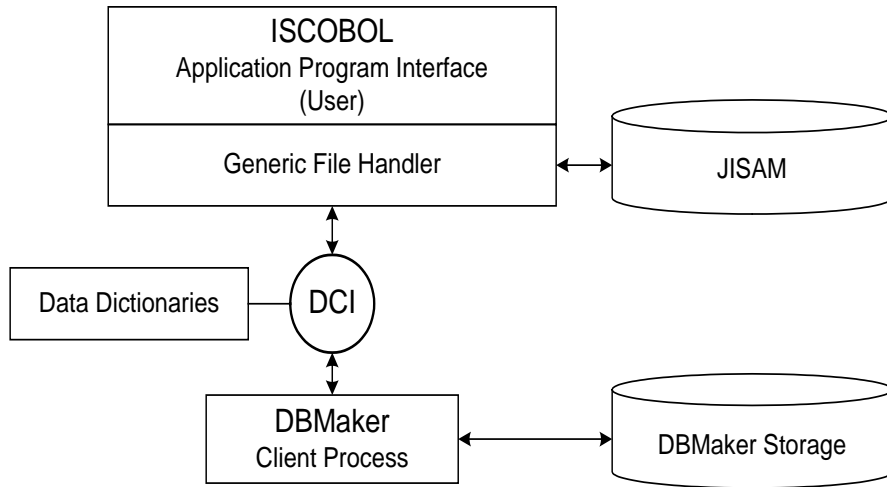 ISCOBOL
Application Program Interface
(User)
Generic File Handler
JISAM
Data Dictionaries
DCI
DBMaker
Client Process
DBMaker Storage